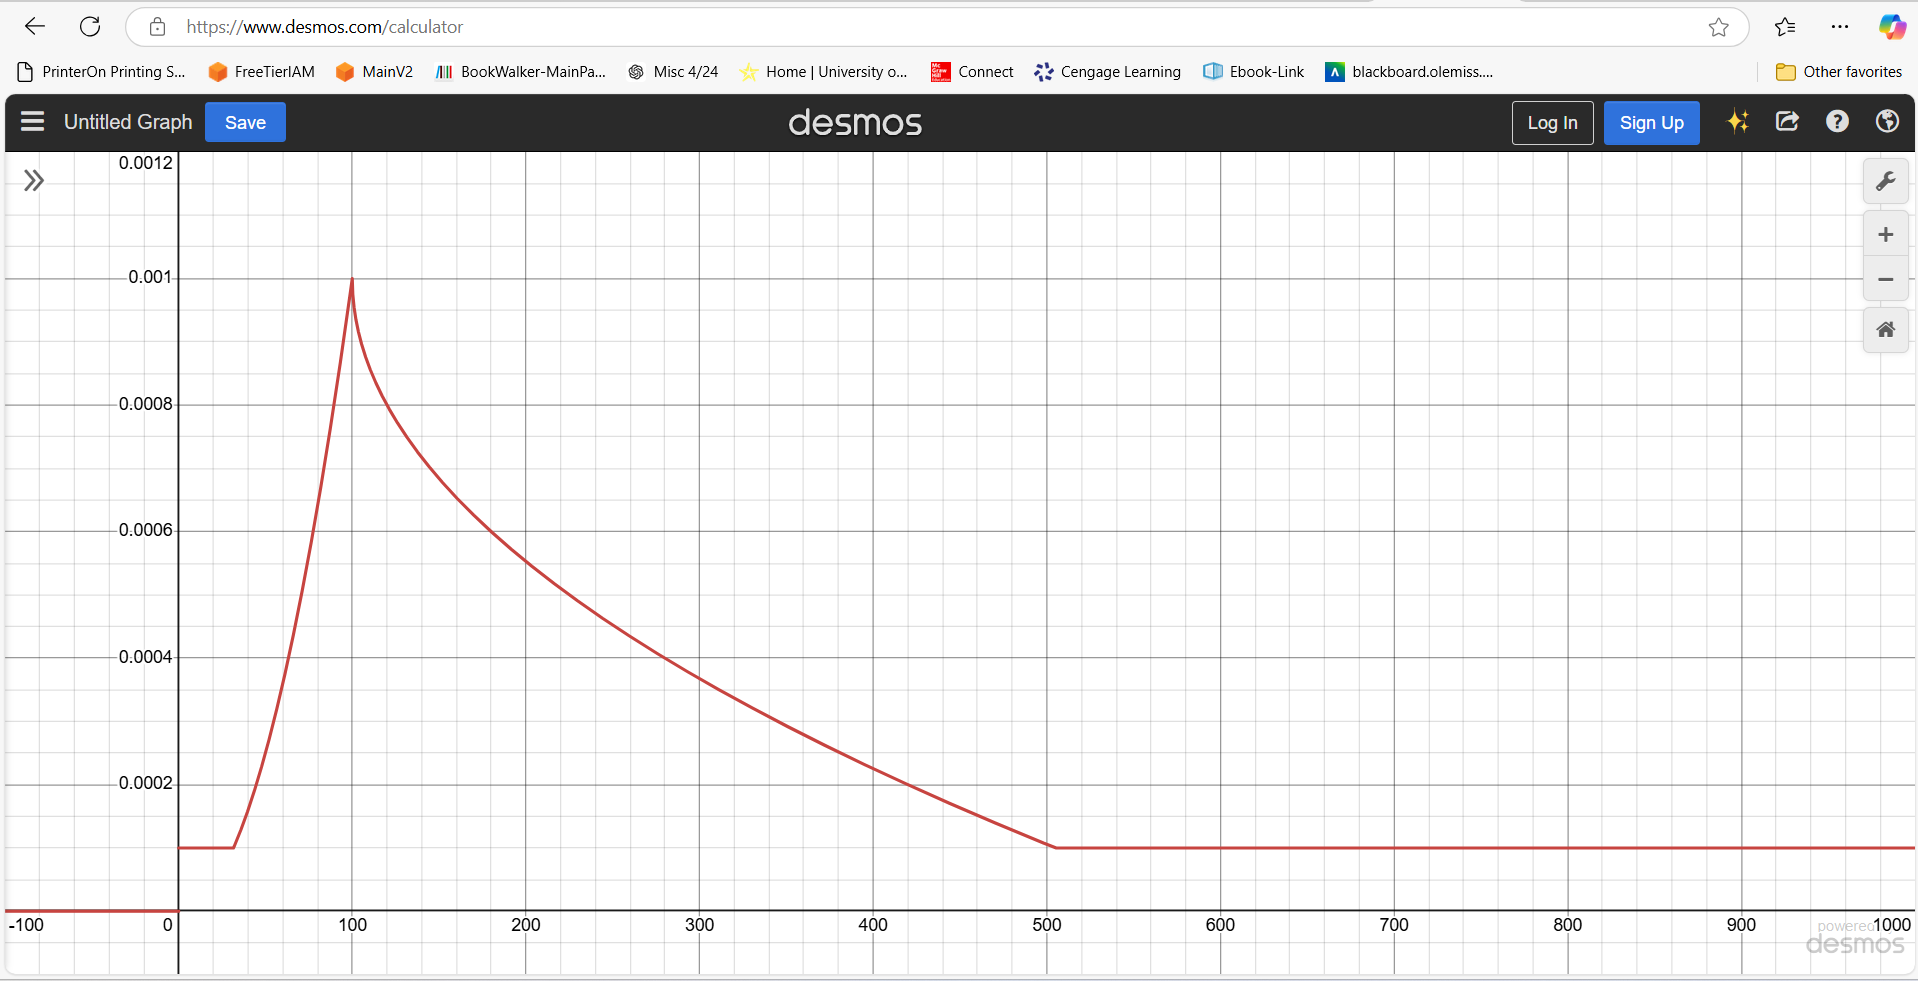 https://www.desmos.com/calculator
PrinterOn Printing S... FreeTierIAM MainV2 BookWalker-MainPa... Misc 4/24 Home | University o... Connect Cengage Learning Ebook-Link blackboard.olemiss.... Other favorites
Untitled Graph Save desmos Log In Sign Up
0.0012
0.001
0.0008
0.0006
0.0004
0.0002
-100 0 100 200 300 400 500 600 700 800 900 1000
powered
desmos